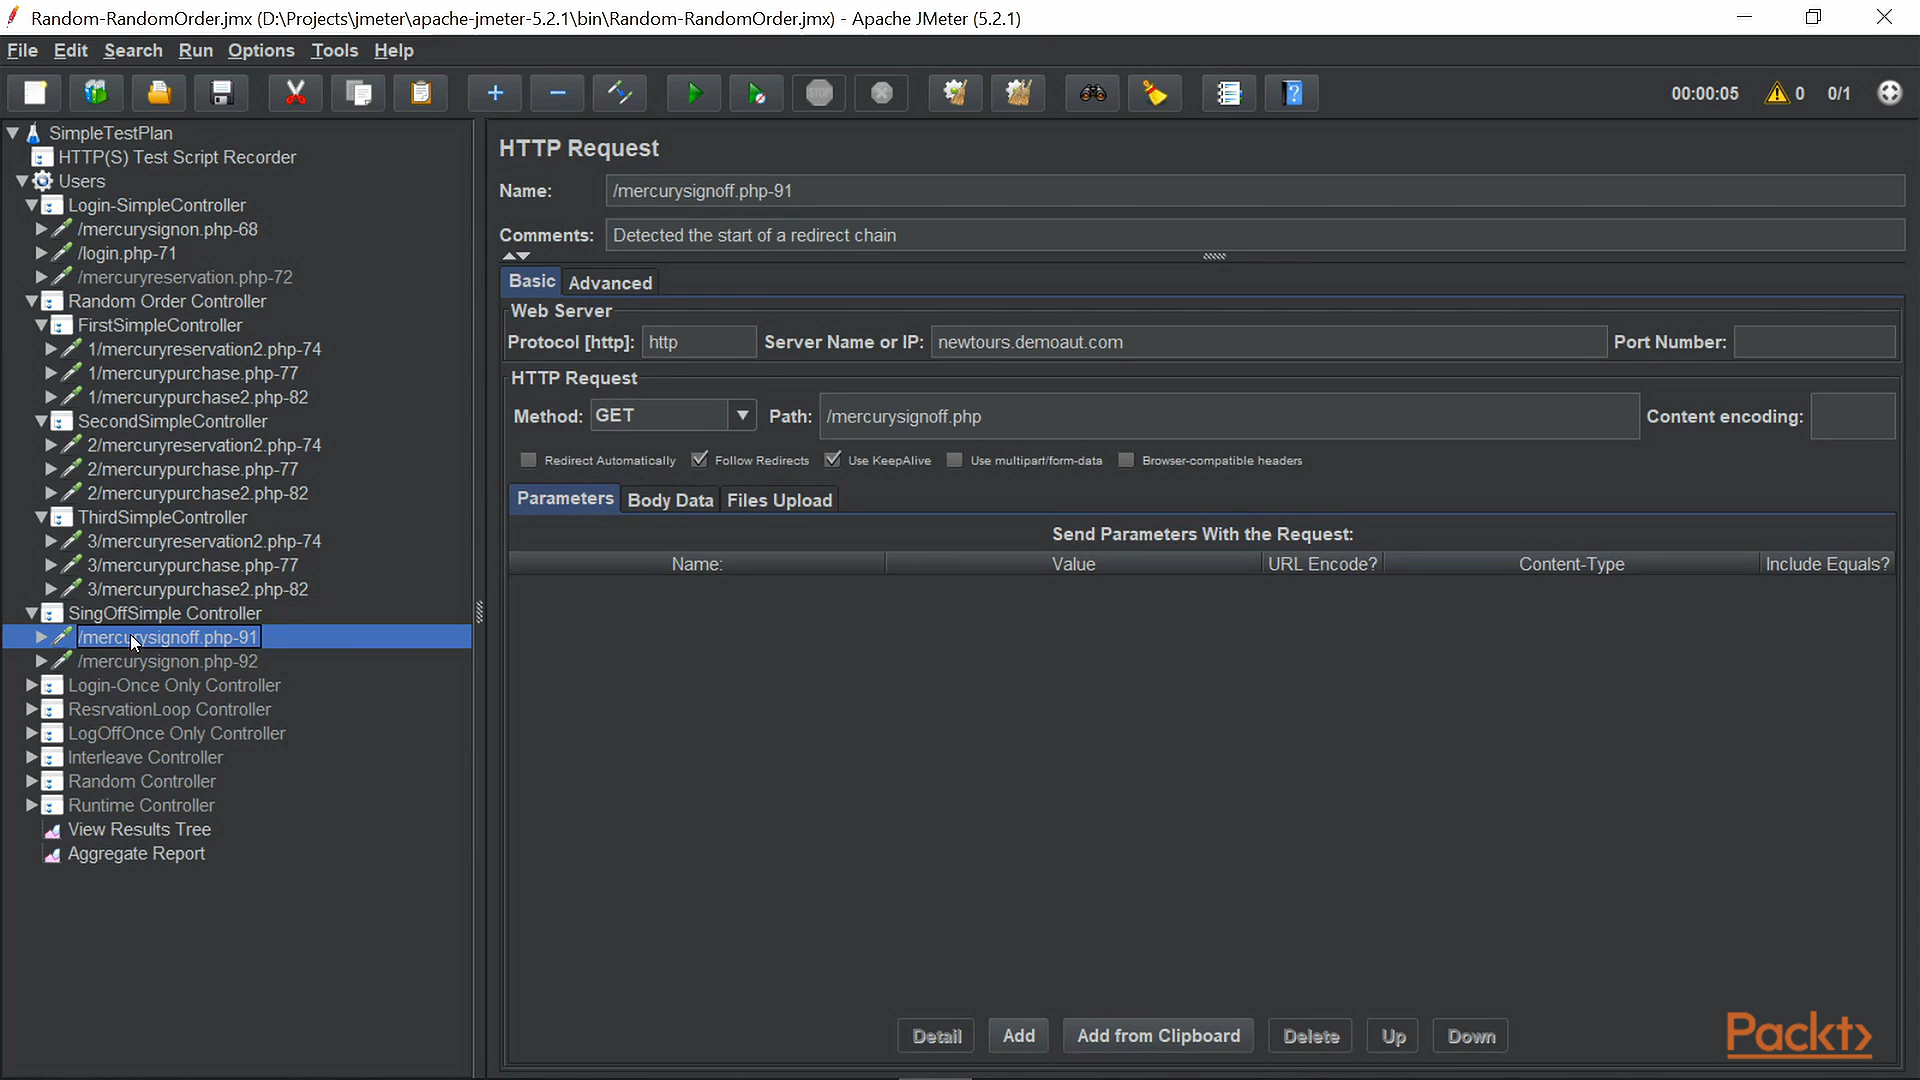 Random-RandomOrder.jmx (D:\Projects\jmeter\apache-jmeter-5.2.1\bin\Random-RandomOrder.jmx) - Apache JMeter (5.2.1)
File Edit Search Run Options Tools Help
STOP
00:00:05 0 0/1
SimpleTestPlan
HTTP(S) Test Script Recorder
Users
Login-SimpleController
/mercurysignon.php-68
/login.php-71
/mercuryreservation.php-72
Random Order Controller
FirstSimpleController
1/mercuryreservation2.php-74
1/mercurypurchase.php-77
1/mercurypurchase2.php-82
SecondSimpleController
2/mercuryreservation2.php-74
2/mercurypurchase.php-77
2/mercurypurchase2.php-82
ThirdSimpleController
3/mercuryreservation2.php-74
3/mercurypurchase.php-77
3/mercurypurchase2.php-82
SingOffSimple Controller
/mercurysignoff.php-91
/mercurysignon.php-92
Login-Once Only Controller
ResrvationLoop Controller
LogOffOnce Only Controller
Interleave Controller
Random Controller
Runtime Controller
View Results Tree
Aggregate Report
HTTP Request
Name: /mercurysignoff.php-91
Comments: Detected the start of a redirect chain
Basic Advanced
Web Server
Protocol [http]: http Server Name or IP: newtours.demoaut.com Port Number:
HTTP Request
Method: GET Path: /mercurysignoff.php Content encoding:
Redirect Automatically Follow Redirects Use KeepAlive Use multipart/form-data Browser-compatible headers
Parameters Body Data Files Upload
Send Parameters With the Request:
Name: Value URL Encode? Content-Type Include Equals?
Detail Add Add from Clipboard Delete Up Down
Packt>